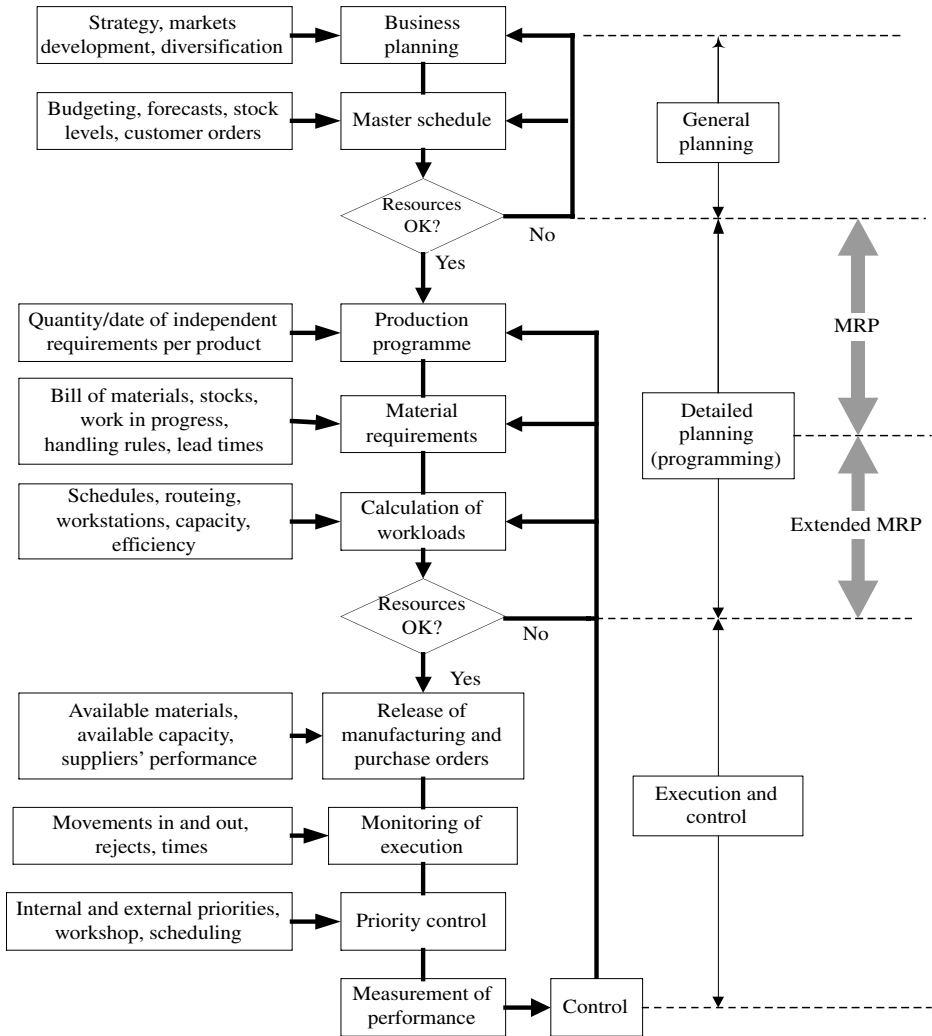 Strategy, markets
development, diversification
Business
planning
Budgeting, forecasts, stock
levels, customer orders
Master schedule
General
planning
Resources
OK?
No
Yes
Quantity/date of independent
requirements per product
Production
programme
MRP
Bill of materials, stocks,
work in progress,
handling rules, lead times
Material
requirements
Detailed
planning
(programming)
Schedules, routeing,
workstations, capacity,
efficiency
Calculation of
workloads
Extended MRP
Resources
OK?
No
Yes
Available materials,
available capacity,
suppliers’ performance
Release of
manufacturing and
purchase orders
Execution and
control
Movements in and out,
rejects, times
Monitoring of
execution
Internal and external priorities,
workshop, scheduling
Priority control
Measurement of
performance
Control